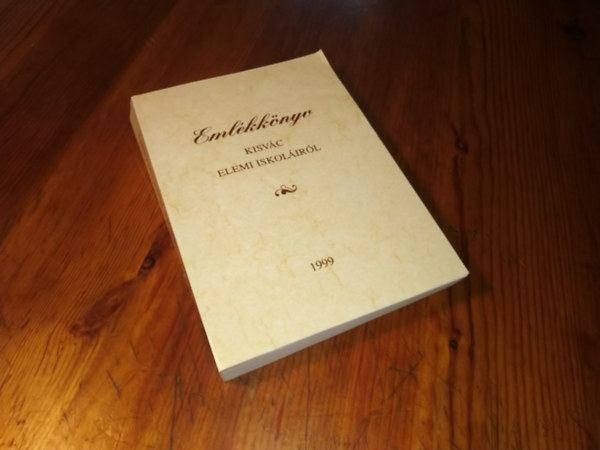 Emlékkönyv
KISVÁC
ELEMI ISKOLÁIRÓL
1999